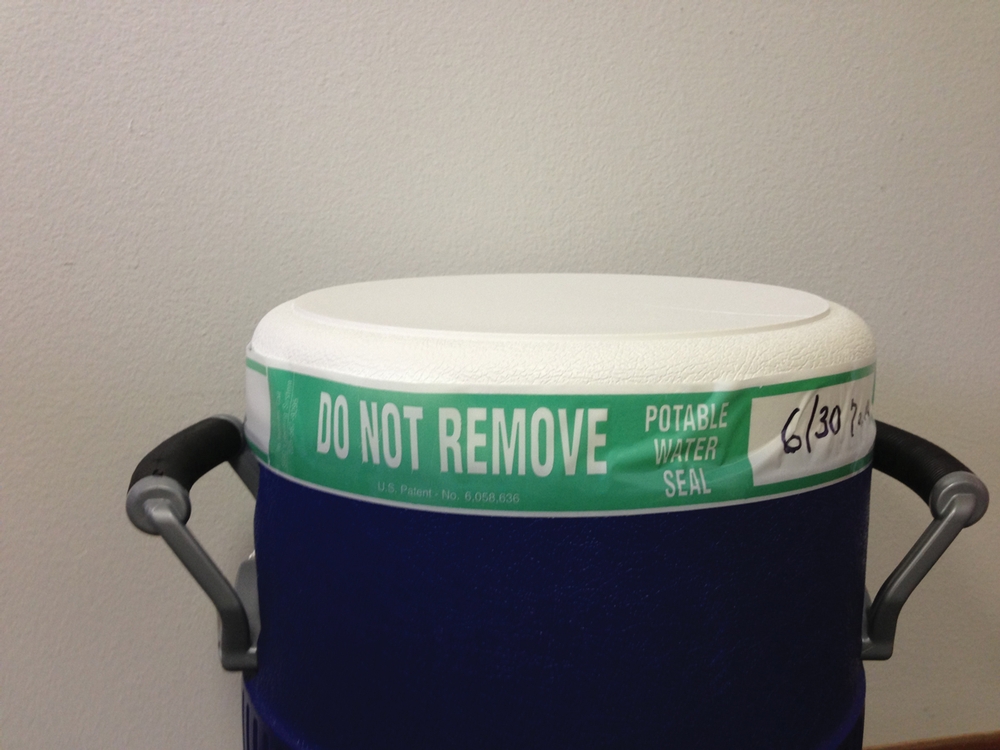 DO NOT REMOVE
U.S. Patent - No. 6,058,636
POTABLE
WATER
SEAL
6/30